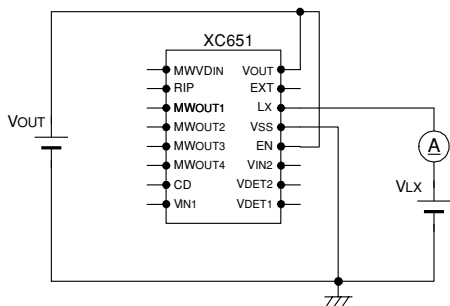 XC651
MWVDIN VOUT
RIP EXT
MWOUT1 LX
MWOUT2 VSS
MWOUT3 EN
MWOUT4 VIN2
CD VDET2
VIN1 VDET1
VOUT
A
VLX